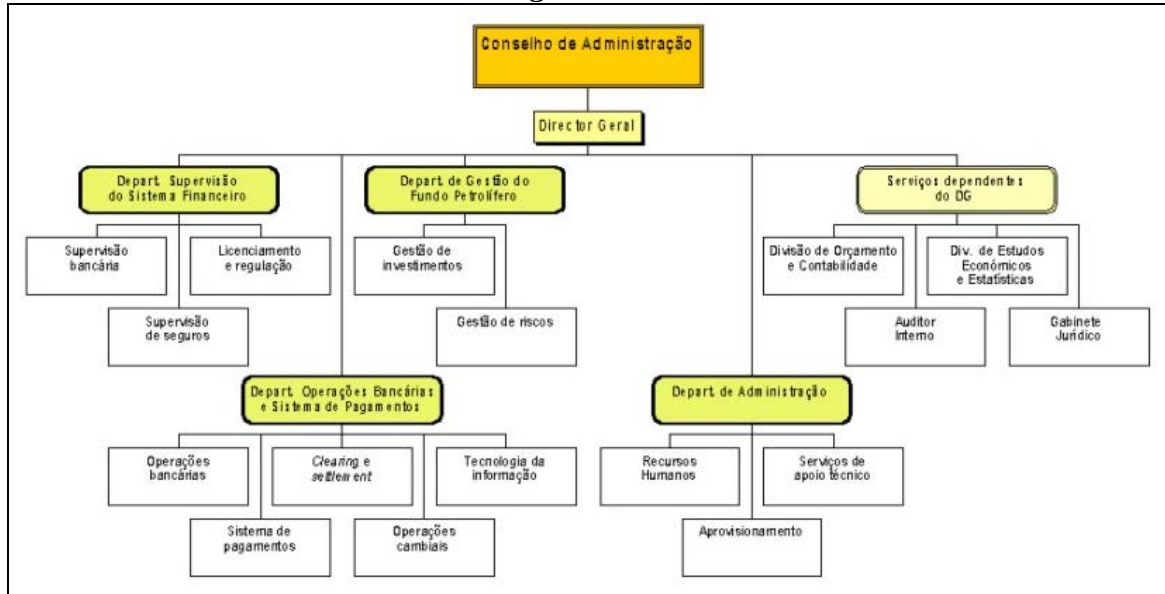 Conselho de Administração
Director Geral
Depart. Supervisão
do Sistema Financeiro
Depart. de Gestão do
Fundo Petrolífero
Serviços dependentes
do DG
Supervisão
bancária
Licenciamento
e regulação
Gestão de
investimentos
Divisão de Orçamento
e Contabilidade
Div. de Estudos
Económicos
e Estatísticas
Supervisão
de seguros
Gestão de riscos
Auditor
Interno
Gabinete
Jurídico
Depart. Operações Bancárias
e Sistema de Pagamentos
Depart. de Administração
Operações
bancárias
Clearing e
settlement
Tecnologia da
informação
Recursos
Humanos
Serviços de
apoio técnico
Sistema de
pagamentos
Operações
cambiais
Aprovisionamento